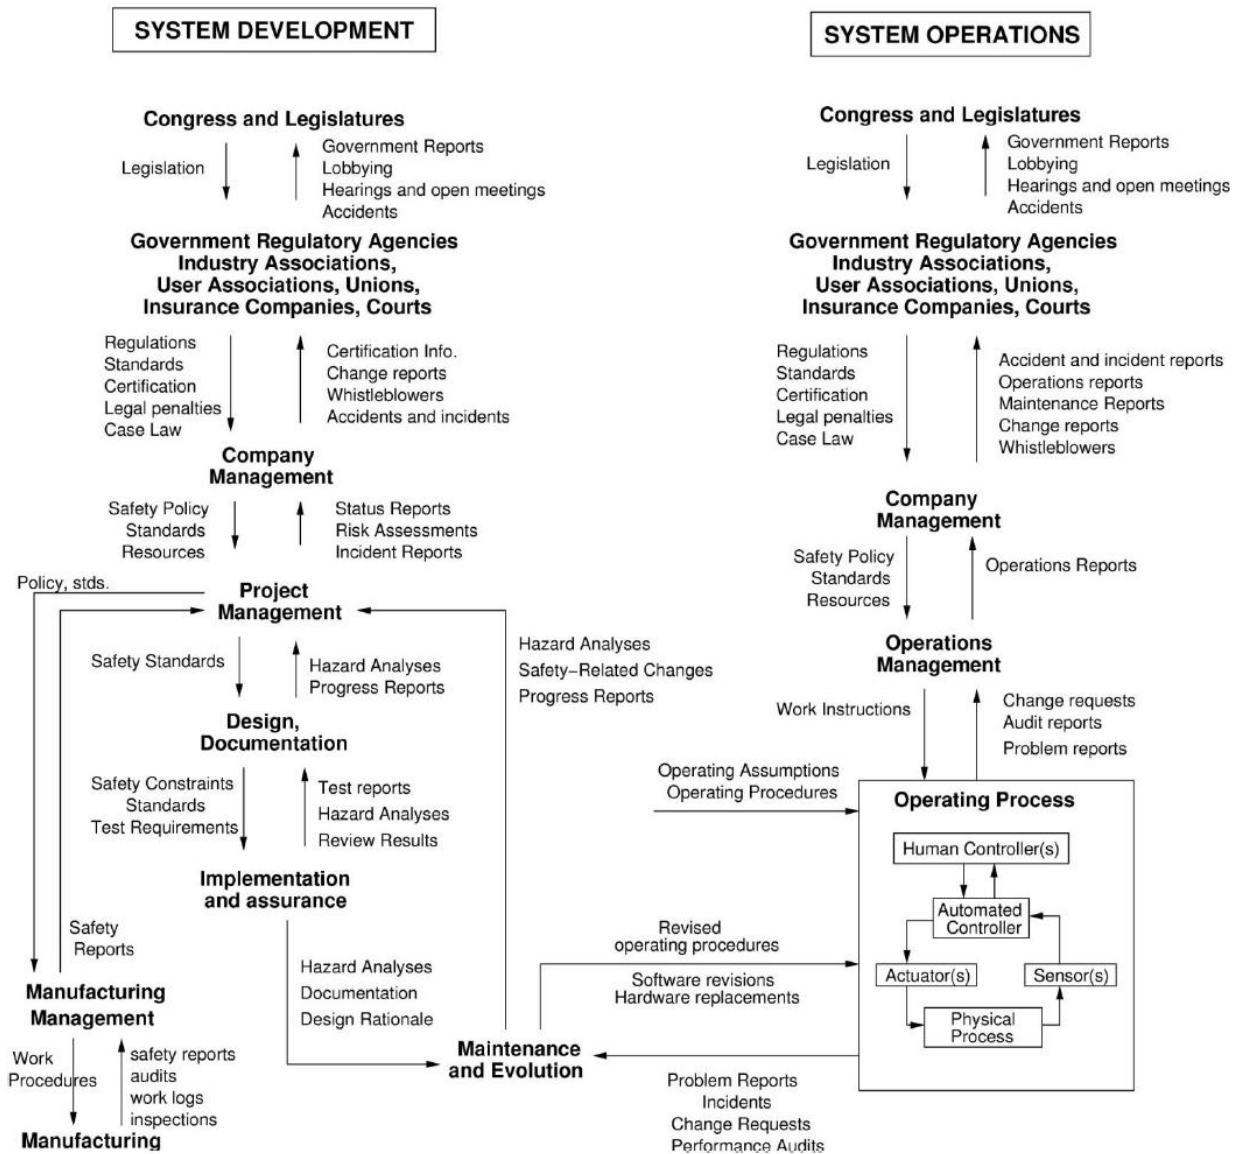 SYSTEM DEVELOPMENT
Congress and Legislatures
Legislation
Government Reports
Lobbying
Hearings and open meetings
Accidents
Government Regulatory Agencies
Industry Associations,
User Associations, Unions,
Insurance Companies, Courts
Regulations
Standards
Certification
Legal penalties
Case Law
Certification Info.
Change reports
Whistleblowers
Accidents and incidents
Company
Management
Safety Policy
Standards
Resources
Status Reports
Risk Assessments
Incident Reports
Policy, stds.
Project
Management
Safety Standards
Hazard Analyses
Progress Reports
Hazard Analyses
Safety-Related Changes
Progress Reports
Design,
Documentation
Safety Constraints
Standards
Test Requirements
Test reports
Hazard Analyses
Review Results
Implementation
and assurance
Safety
Reports
Hazard Analyses
Documentation
Design Rationale
Manufacturing
Management
Work
Procedures
safety reports
audits
work logs
inspections
Manufacturing
Maintenance
and Evolution
SYSTEM OPERATIONS
Congress and Legislatures
Legislation
Government Reports
Lobbying
Hearings and open meetings
Accidents
Government Regulatory Agencies
Industry Associations,
User Associations, Unions,
Insurance Companies, Courts
Regulations
Standards
Certification
Legal penalties
Case Law
Accident and incident reports
Operations reports
Maintenance Reports
Change reports
Whistleblowers
Company
Management
Safety Policy
Standards
Resources
Operations Reports
Operations
Management
Work Instructions
Change requests
Audit reports
Problem reports
Operating Assumptions
Operating Procedures
Operating Process
Human Controller(s)
Automated
Controller
Actuator(s)
Sensor(s)
Physical
Process
Revised
operating procedures
Software revisions
Hardware replacements
Problem Reports
Incidents
Change Requests
Performance Audits